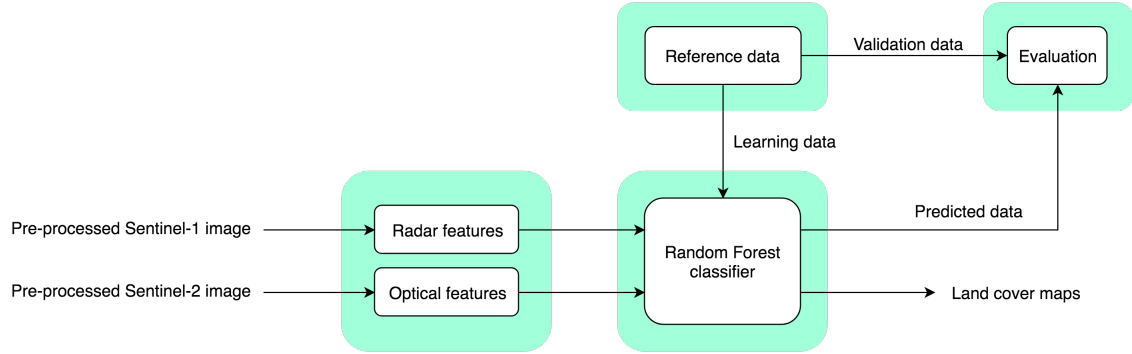 Reference data
Validation data
Evaluation
Learning data
Pre-processed Sentinel-1 image
Radar features
Random Forest
classifier
Predicted data
Pre-processed Sentinel-2 image
Optical features
Land cover maps